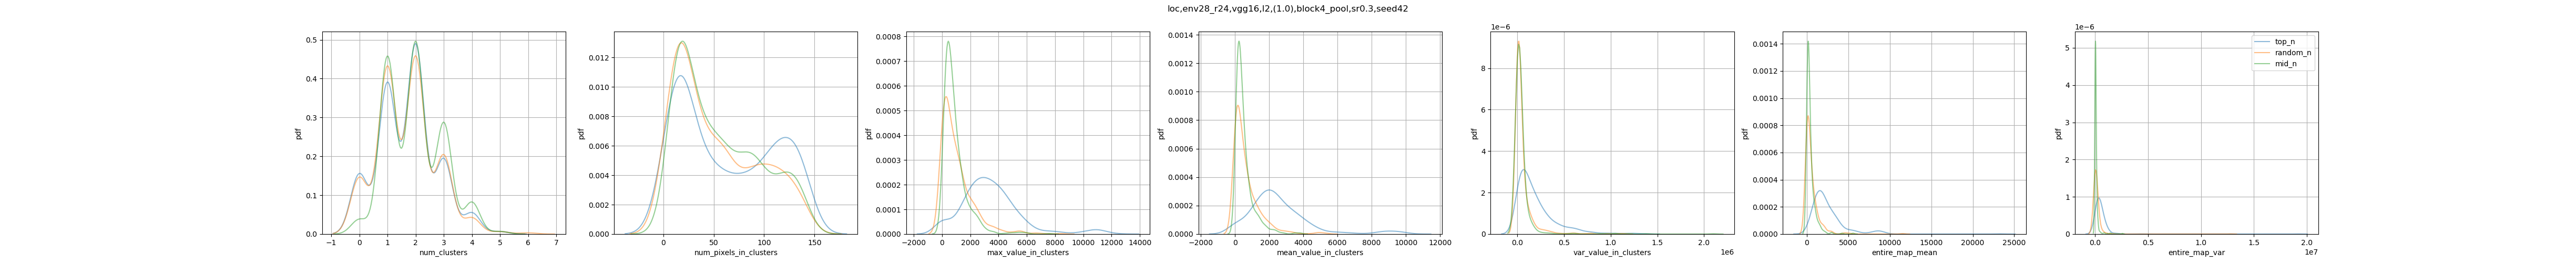 loc,env28_r24,vgg16,l2,(1.0),block4_pool,sr0.3,seed42
pdf
0.5
0.4
0.3
0.2
0.1
0.0
−1 0 1 2 3 4 5 6 7
num_clusters
pdf
0.012
0.010
0.008
0.006
0.004
0.002
0.000
0 50 100 150
num_pixels_in_clusters
pdf
0.0008
0.0007
0.0006
0.0005
0.0004
0.0003
0.0002
0.0001
0.0000
−2000 0 2000 4000 6000 8000 10000 12000 14000
max_value_in_clusters
pdf
0.0014
0.0012
0.0010
0.0008
0.0006
0.0004
0.0002
0.0000
−2000 0 2000 4000 6000 8000 10000 12000
mean_value_in_clusters
1e−6
pdf
8
6
4
2
0
0.0 0.5 1.0 1.5 2.0
1e6
var_value_in_clusters
pdf
0.0014
0.0012
0.0010
0.0008
0.0006
0.0004
0.0002
0.0000
0 5000 10000 15000 20000 25000
entire_map_mean
1e−6
pdf
5
4
3
2
1
0
0.0 0.5 1.0 1.5 2.0
1e7
entire_map_var
top_n
random_n
mid_n